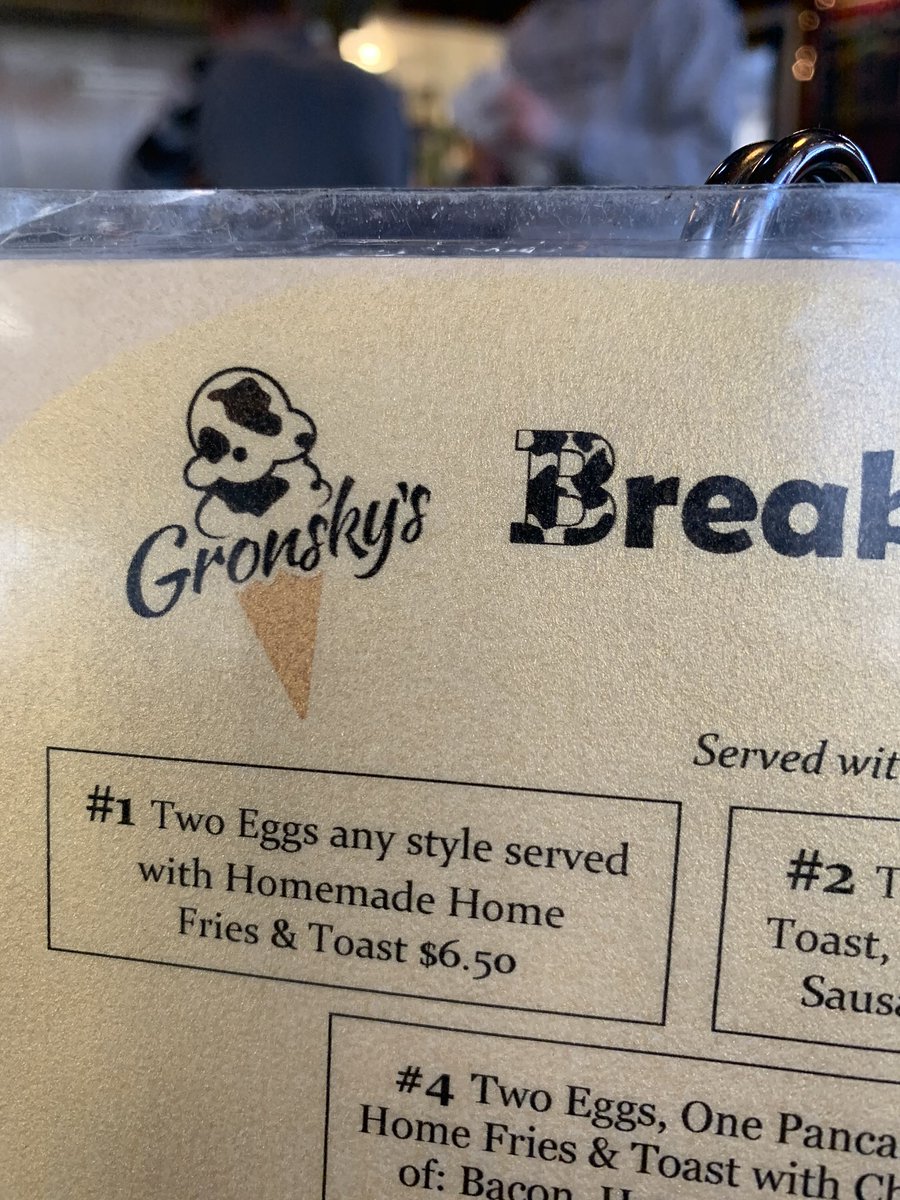 Gronsky's
Break
Served wit
#1 Two Eggs any style served
with Homemade Home
Fries & Toast $6.50
#2 T
Toast,
Sausa
#4 Two Eggs, One Panca
Home Fries & Toast with Ch
of: Bacon, H